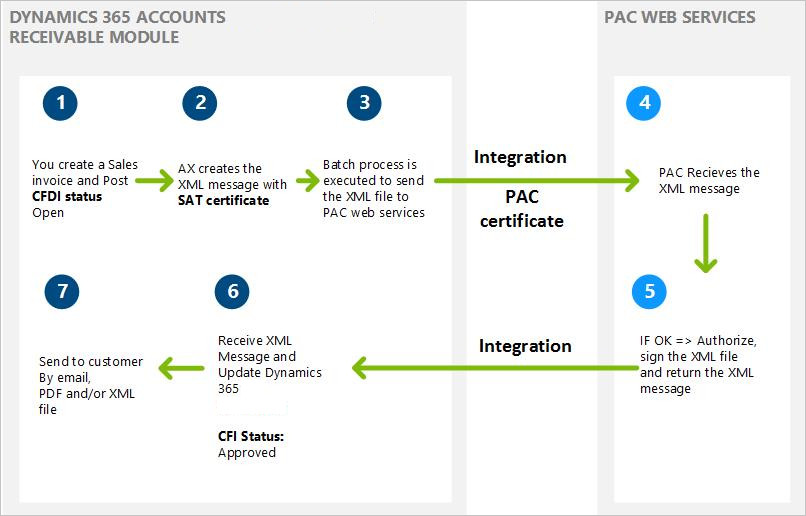 DYNAMICS 365 ACCOUNTS
RECEIVABLE MODULE
PAC WEB SERVICES
1
You create a Sales
invoice and Post
CFDI status
Open
2
AX creates the
XML message with
SAT certificate
3
Batch process is
executed to send
the XML file to
PAC web services
Integration
PAC
certificate
4
PAC Recieves the
XML message
5
IF OK => Authorize,
sign the XML file
and return the XML
message
Integration
6
Receive XML
Message and
Update Dynamics
365
CFI Status:
Approved
7
Send to customer
By email,
PDF and/or XML
file